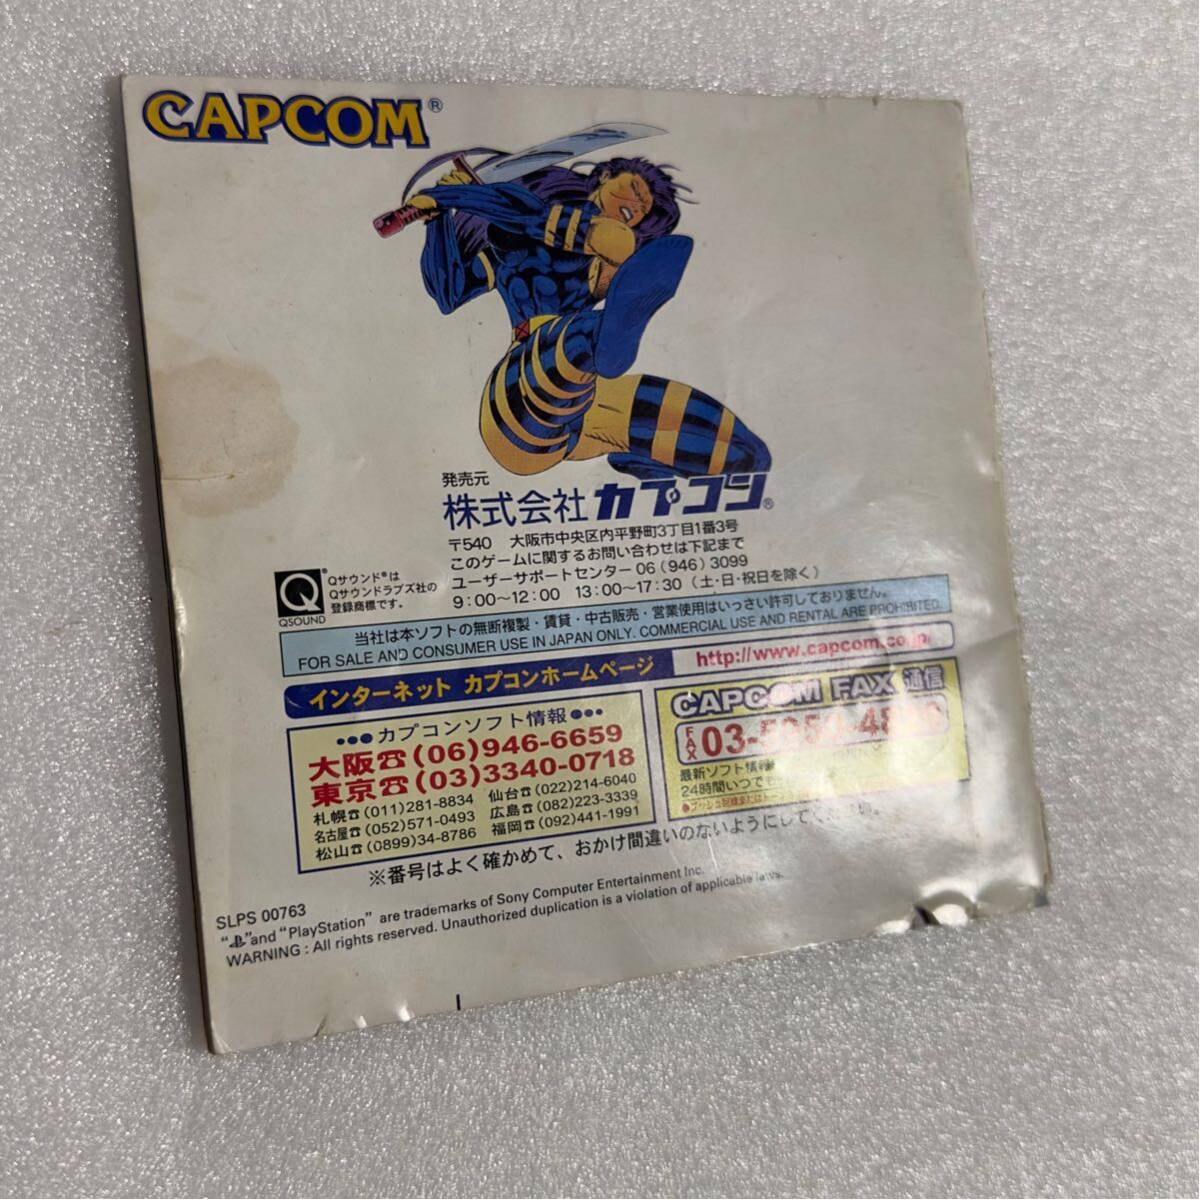 CAPCOM®
発売元
株式会社カプコン®
〒540 大阪市中央区内平野町3丁目1番3号
このゲームに関するお問い合わせは下記まで
ユーザーサポートセンター 06 (946) 3099
9:00〜12:00 13:00〜17:30 (土・日・祝日を除く)
Q®
QSOUND
Qサウンド®は
Qサウンドラブズ社の
登録商標です。
当社は本ソフトの無断複製・賃貸・中古販売・営業使用はいっさい許可しておりません。
FOR SALE AND CONSUMER USE IN JAPAN ONLY. COMMERCIAL USE AND RENTAL ARE PROHIBITED.
インターネット カプコンホームページ
http://www.capcom.co.jp/
●●●カプコンソフト情報●●●
大阪☎(06)946-6659
東京☎(03)3340-0718
札幌☎(011)281-8834 仙台☎(022)214-6040
名古屋☎(052)571-0493 広島☎(082)223-3339
松山☎(0899)34-8786 福岡☎(092)441-1991
CAPCOM FAX 通信
FAX 03-
最新ソフト情報
24時間いつで
※番号はよく確かめて、おかけ間違いのないようにして
SLPS 00763
“ ”and “PlayStation” are trademarks of Sony Computer Entertainment Inc.
WARNING : All rights reserved. Unauthorized duplication is a violation of applicable laws.